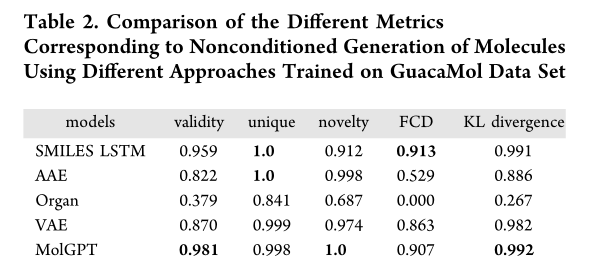 Table 2. Comparison of the Different Metrics
Corresponding to Nonconditioned Generation of Molecules
Using Different Approaches Trained on GuacaMol Data Set
models validity unique novelty FCD KL divergence
SMILES LSTM 0.959 1.0 0.912 0.913 0.991
AAE 0.822 1.0 0.998 0.529 0.886
Organ 0.379 0.841 0.687 0.000 0.267
VAE 0.870 0.999 0.974 0.863 0.982
MolGPT 0.981 0.998 1.0 0.907 0.992